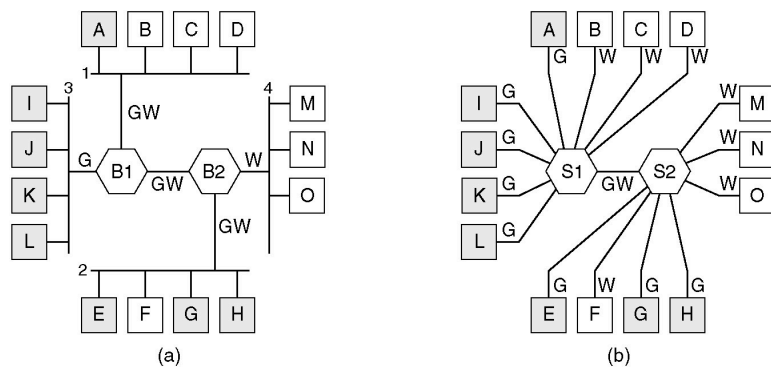 A B C D
1
GW
3
I
J
K
L
G
B1
GW
B2
W
4
M
N
O
GW
2
E F G H
(a)
A B C D
G W W W
I G
J G
K G
L G
S1
GW
S2
W M
W N
W O
G W G G
E F G H
(b)